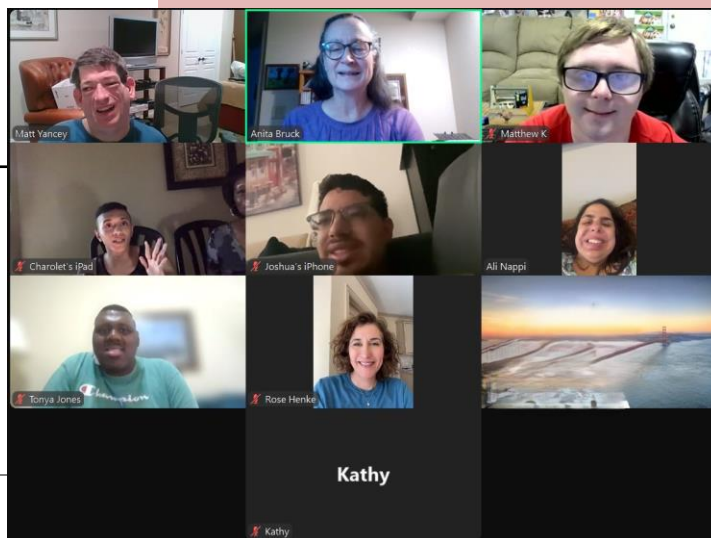 Matt Yancey
Anita Bruck
Matthew K
Charolet's iPad
Joshua's iPhone
Ali Nappi
Champion
Tonya Jones
Rose Henke
Kathy
Kathy